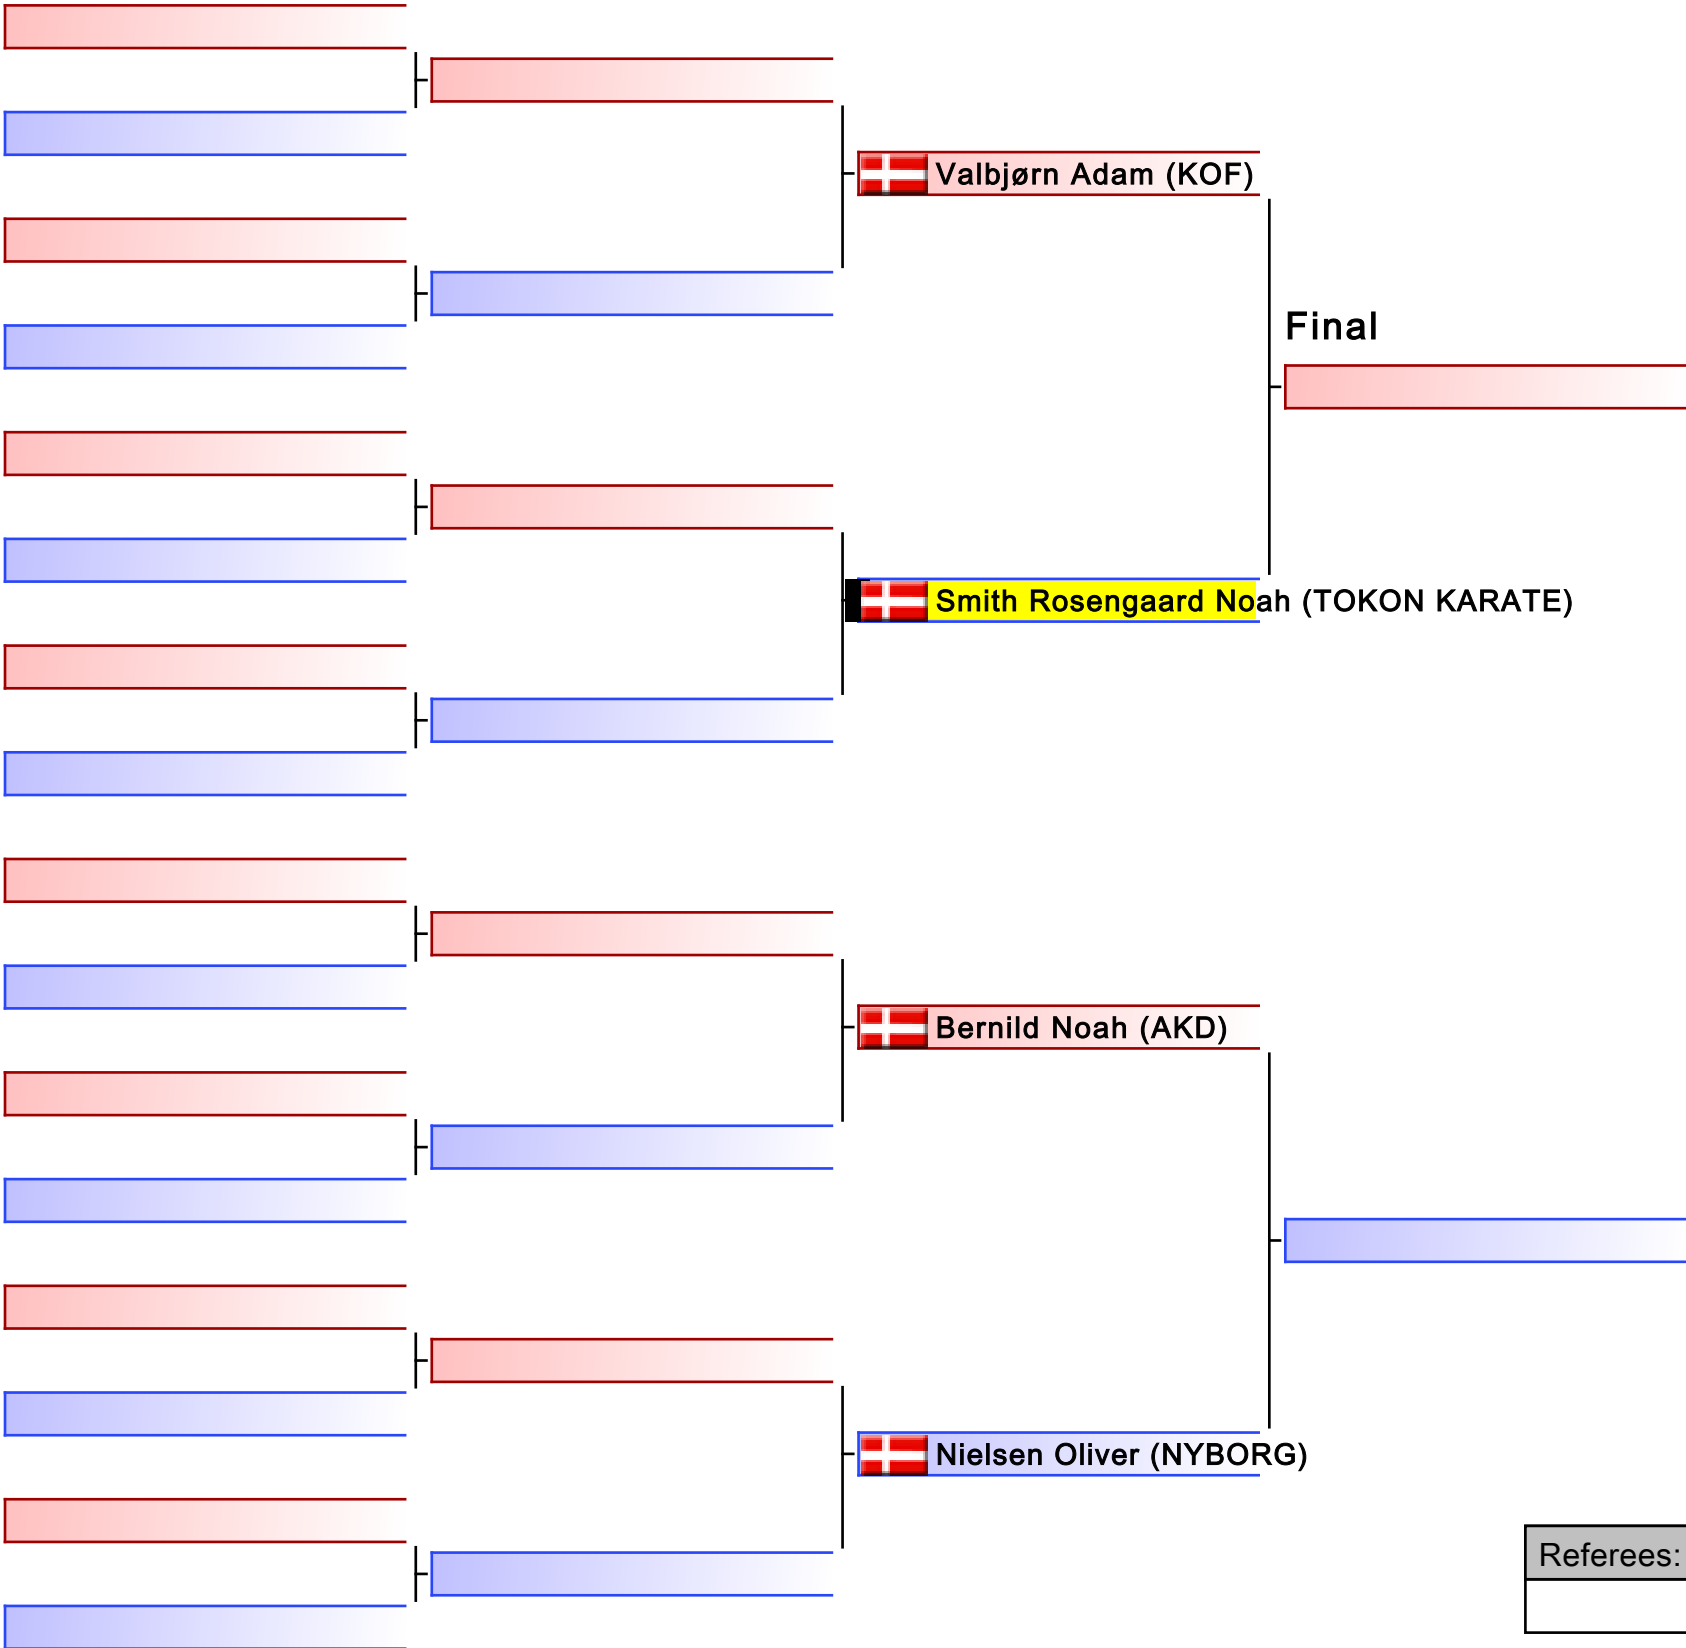 Valbjørn Adam (KOF)
Final
Smith Rosengaard Noah (TOKON KARATE)
Bernild Noah (AKD)
Nielsen Oliver (NYBORG)
Referees: